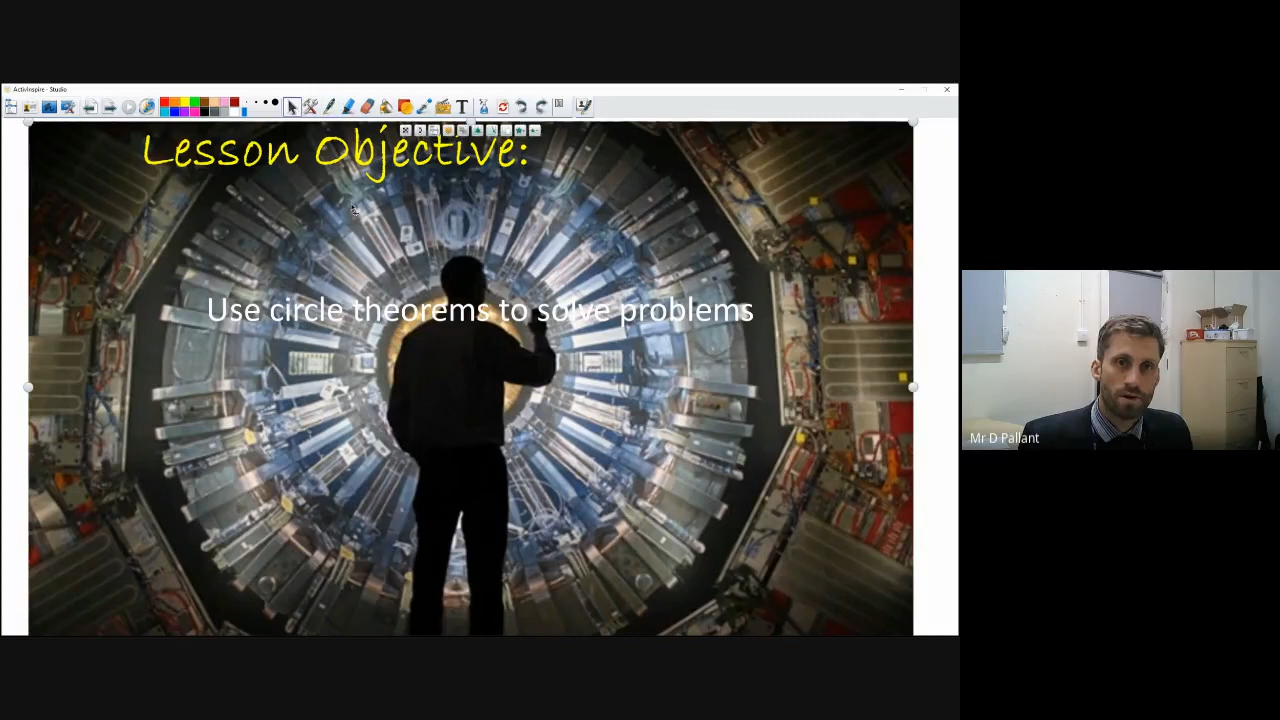 ActivInspire - Studio
Lesson Objective:
Use circle theorems to solve problems
Mr D Pallant